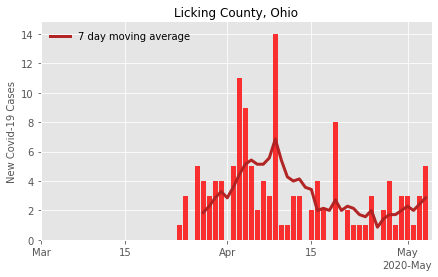 Licking County, Ohio
7 day moving average
New Covid-19 Cases
14
12
10
8
6
4
2
0
Mar
15
Apr
15
May
2020-May